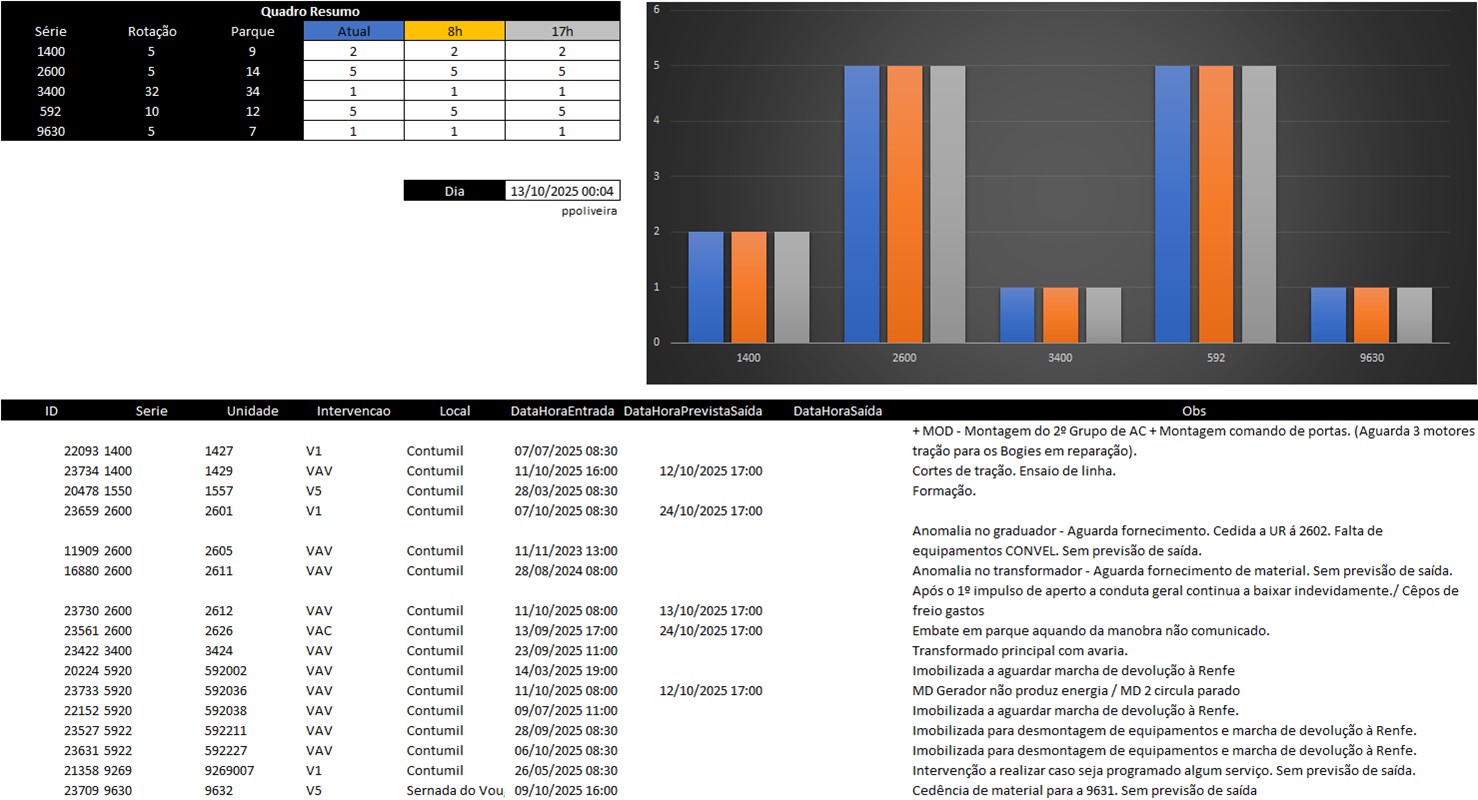 Quadro Resumo
Série Rotação Parque Atual 8h 17h
1400 5 9 2 2 2
2600 5 14 5 5 5
3400 32 34 1 1 1
592 10 12 5 5 5
9630 5 7 1 1 1
Dia 13/10/2025 00:04
ppoliveira
6
5
4
3
2
1
0
1400 2600 3400 592 9630
ID Serie Unidade Intervencao Local DataHoraEntrada DataHoraPrevistaSaída DataHoraSaída Obs
+ MOD - Montagem do 2º Grupo de AC + Montagem comando de portas. (Aguarda 3 motores
22093 1400 1427 V1 Contumil 07/07/2025 08:30 tração para os Bogies em reparação).
23734 1400 1429 VAV Contumil 11/10/2025 16:00 12/10/2025 17:00 Cortes de tração. Ensaio de linha.
20478 1550 1557 V5 Contumil 28/03/2025 08:30 Formação.
23659 2600 2601 V1 Contumil 07/10/2025 08:30 24/10/2025 17:00
Anomalia no graduador - Aguarda fornecimento. Cedida a UR á 2602. Falta de
11909 2600 2605 VAV Contumil 11/11/2023 13:00 equipamentos CONVEL. Sem previsão de saída.
16880 2600 2611 VAV Contumil 28/08/2024 08:00 Anomalia no transformador - Aguarda fornecimento de material. Sem previsão de saída.
Após o 1º impulso de aperto a conduta geral continua a baixar indevidamente./ Cêpos de
23730 2600 2612 VAV Contumil 11/10/2025 08:00 13/10/2025 17:00 freio gastos
23561 2600 2626 VAC Contumil 13/09/2025 17:00 24/10/2025 17:00 Embate em parque aquando da manobra não comunicado.
23422 3400 3424 VAV Contumil 23/09/2025 11:00 Transformado principal com avaria.
20224 5920 592002 VAV Contumil 14/03/2025 19:00 Imobilizada a aguardar marcha de devolução à Renfe
23733 5920 592036 VAV Contumil 11/10/2025 08:00 12/10/2025 17:00 MD Gerador não produz energia / MD 2 circula parado
22152 5920 592038 VAV Contumil 09/07/2025 11:00 Imobilizada a aguardar marcha de devolução à Renfe.
23527 5922 592211 VAV Contumil 28/09/2025 08:30 Imobilizada para desmontagem de equipamentos e marcha de devolução à Renfe.
23631 5922 592227 VAV Contumil 06/10/2025 08:30 Imobilizada para desmontagem de equipamentos e marcha de devolução à Renfe.
21358 9269 9269007 V1 Contumil 26/05/2025 08:30 Intervenção a realizar caso seja programado algum serviço. Sem previsão de saída.
23709 9630 9632 V5 Sernada do Vou 09/10/2025 16:00 Cedência de material para a 9631. Sem previsão de saída